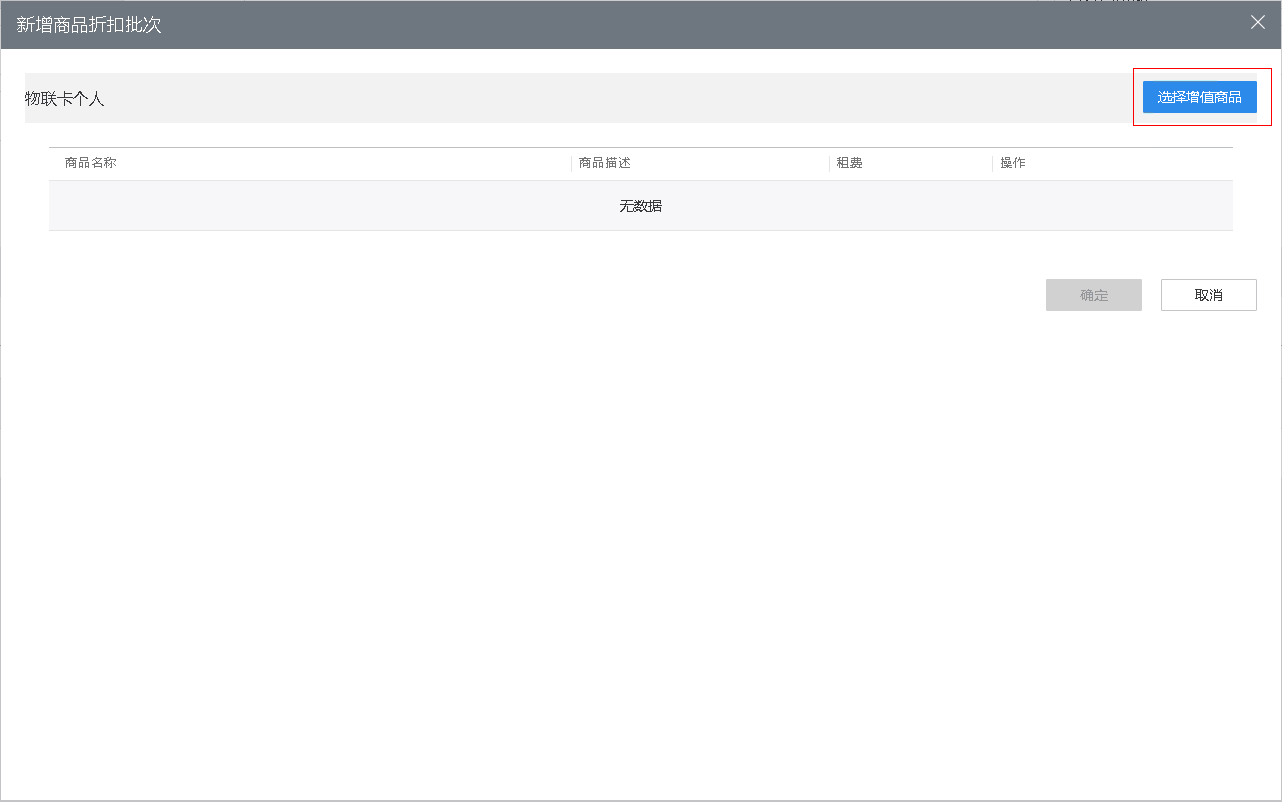 新增商品折扣批次
物联卡个人
选择增值商品
商品名称 商品描述 租费 操作
无数据
确定 取消